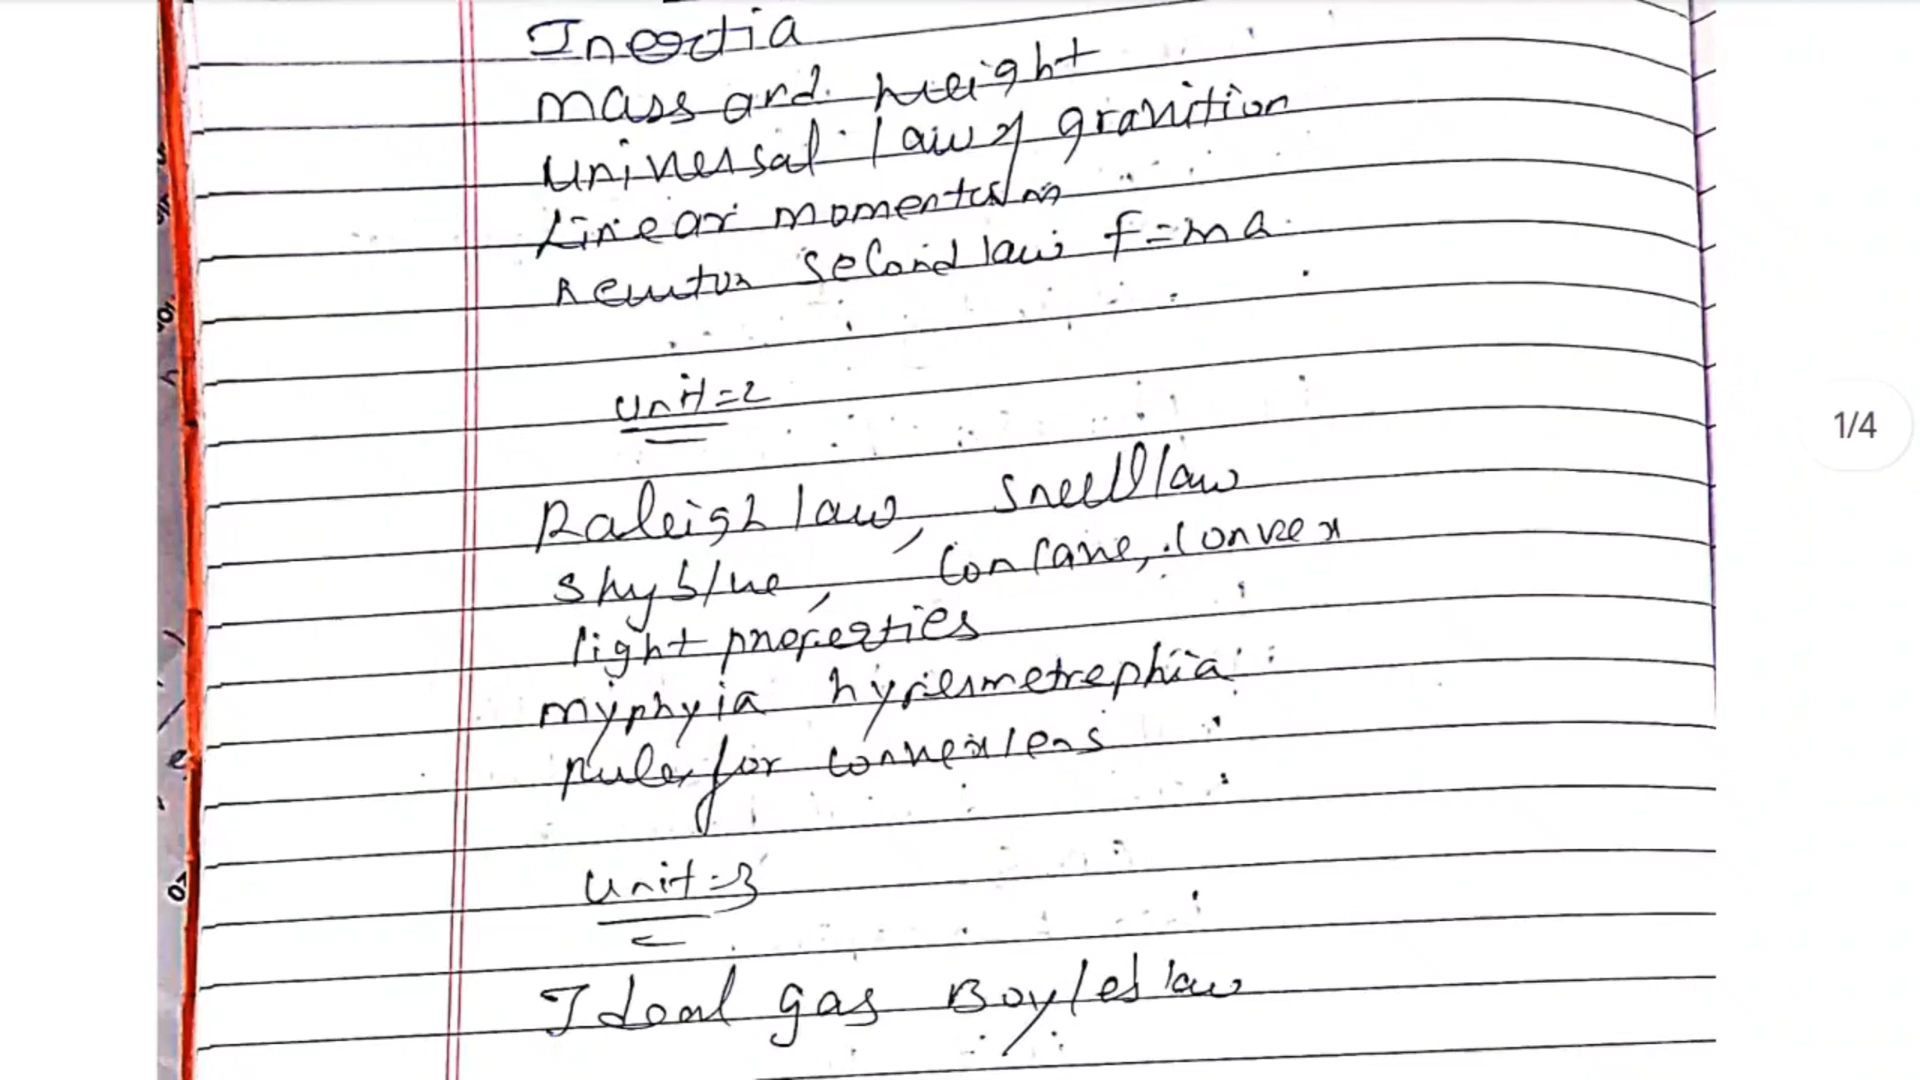 Inertia
mass and weight
universal law of gravition
Linear momentum
Newton second law f=ma
unit=2
Raleigh law, snell law
sky blue, concave, convex
light properties
myphyia hypermetrephia
rule for convex lens
unit=3
Ideal gas Boyles law
1/4